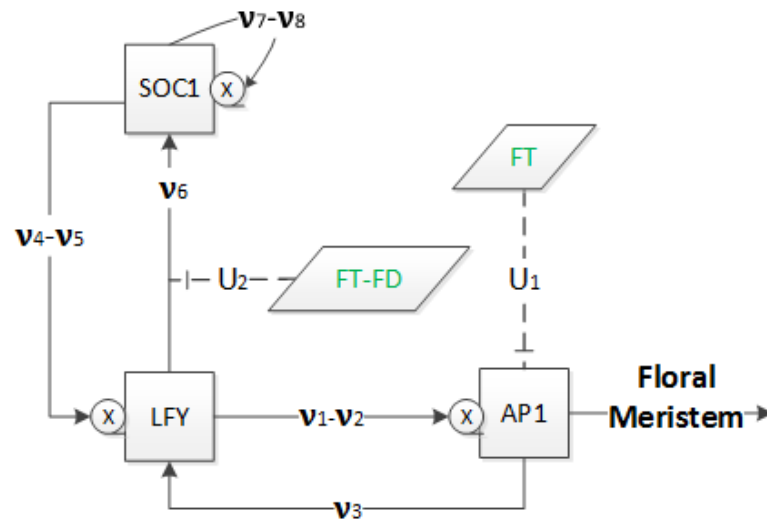 ν7-ν8
SOC1
X
FT
ν6
ν4-ν5
U2
FT-FD
U1
Floral
Meristem
X
LFY
ν1-ν2
X
AP1
ν3